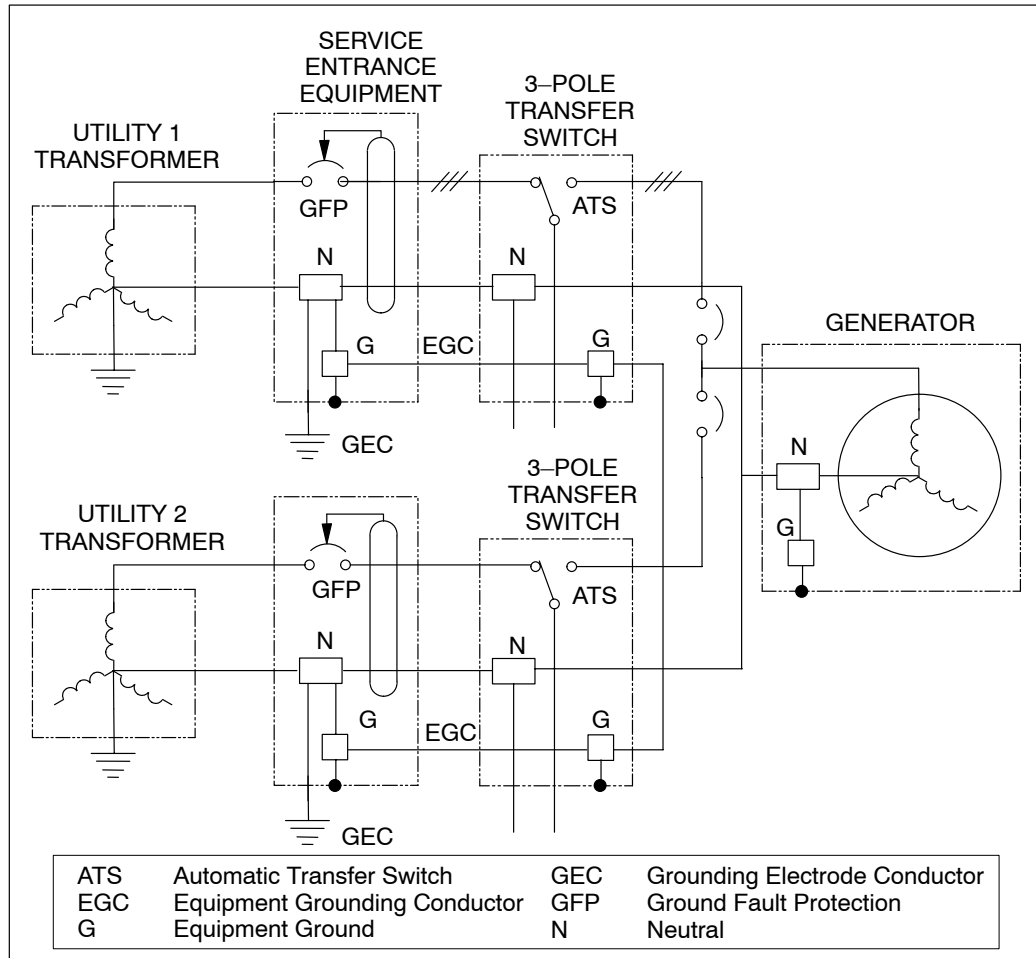 SERVICE
ENTRANCE
EQUIPMENT
3–POLE
TRANSFER
SWITCH
UTILITY 1
TRANSFORMER
GFP
ATS
N
N
G
EGC
G
GEC
GENERATOR
N
G
3–POLE
TRANSFER
SWITCH
UTILITY 2
TRANSFORMER
GFP
ATS
N
N
G
EGC
G
GEC
ATS Automatic Transfer Switch GEC Grounding Electrode Conductor
EGC Equipment Grounding Conductor GFP Ground Fault Protection
G Equipment Ground N Neutral